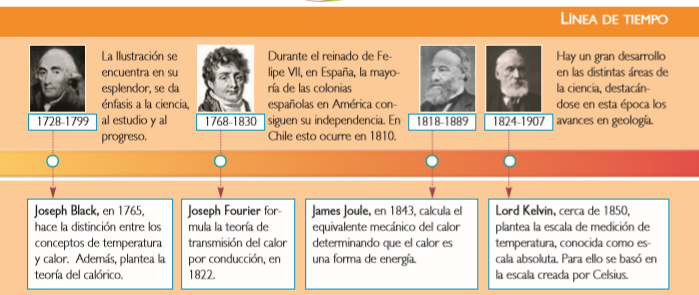 LÍNEA DE TIEMPO
La Ilustración se
encuentra en su
esplendor, se da
énfasis a la ciencia,
al estudio y al
progreso.
1728-1799
Durante el reinado de Fe-
lipe VII, en España, la mayo-
ría de las colonias
españolas en América con-
siguen su independencia. En
Chile esto ocurre en 1810.
1768-1830
1818-1889
Hay un gran desarrollo
en las distintas áreas de
la ciencia, destacán-
dose en esta época los
avances en geología.
1824-1907
Joseph Black, en 1765,
hace la distinción entre los
conceptos de temperatura
y calor. Además, plantea la
teoría del calórico.
Joseph Fourier for-
mula la teoría de
transmisión del calor
por conducción, en
1822.
James Joule, en 1843, calcula el
equivalente mecánico del calor
determinando que el calor es
una forma de energía.
Lord Kelvin, cerca de 1850,
plantea la escala de medición de
temperatura, conocida como es-
cala absoluta. Para ello se basó en
la escala creada por Celsius.